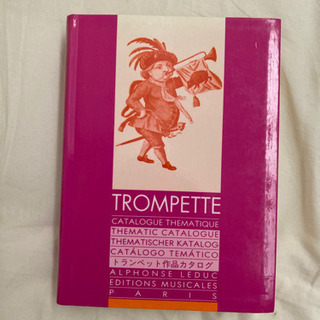 TROMPETTE
CATALOGUE THEMATIQUE
THEMATIC CATALOGUE
THEMATISCHER KATALOG
CATÁLOGO TEMÁTICO
トランペット作品カタログ
ALPHONSE LEDUC
EDITIONS MUSICALES
PARIS